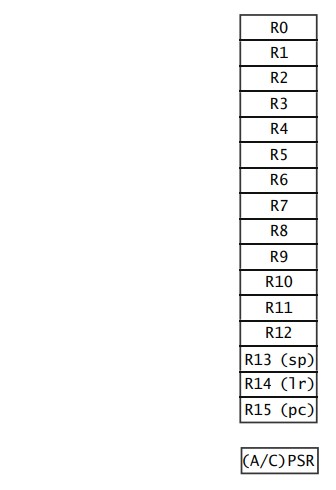 R0
R1
R2
R3
R4
R5
R6
R7
R8
R9
R10
R11
R12
R13 (sp)
R14 (lr)
R15 (pc)
(A/C)PSR